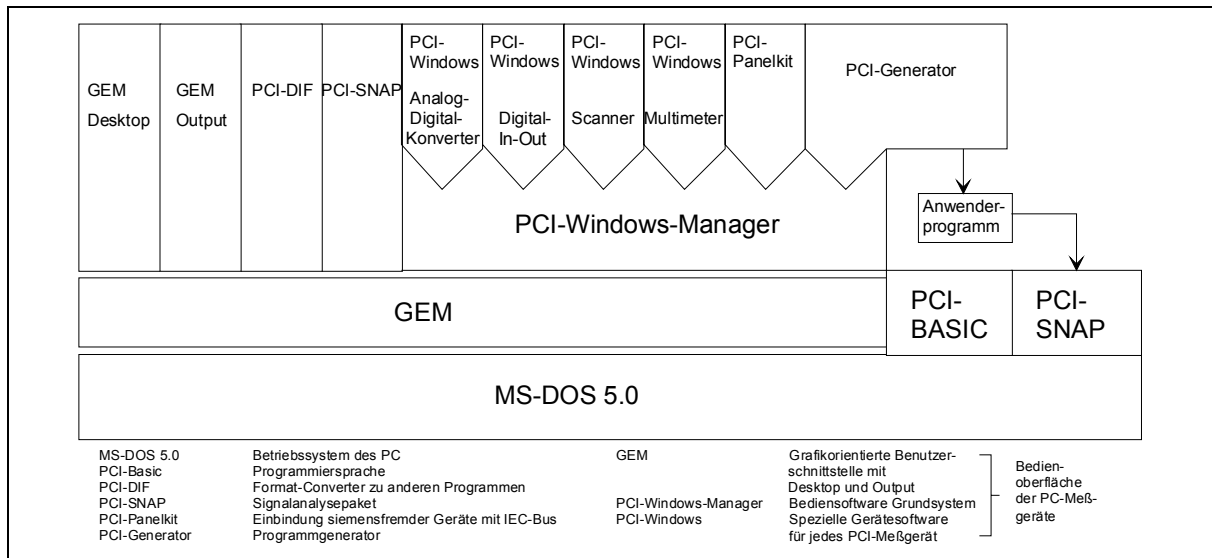 GEM
Desktop
GEM
Output
PCI-DIF
PCI-SNAP
PCI-
Windows
Analog-
Digital-
Konverter
PCI-
Windows
Digital-
In-Out
PCI-
Windows
Scanner
PCI-
Windows
Multimeter
PCI-
Panelkit
PCI-Generator
Anwender-
programm
PCI-Windows-Manager
GEM
PCI-
BASIC
PCI-
SNAP
MS-DOS 5.0
MS-DOS 5.0 Betriebssystem des PC
PCI-Basic Programmiersprache
PCI-DIF Format-Converter zu anderen Programmen
PCI-SNAP Signalanalysepaket
PCI-Panelkit Einbindung siemensfremder Geräte mit IEC-Bus
PCI-Generator Programmgenerator
GEM Grafikorientierte Benutzer-
schnittstelle mit
Desktop und Output
PCI-Windows-Manager Bediensoftware Grundsystem
PCI-Windows Spezielle Gerätesoftware
für jedes PCI-Meßgerät
Bedien-
oberfläche
der PC-Meß-
geräte